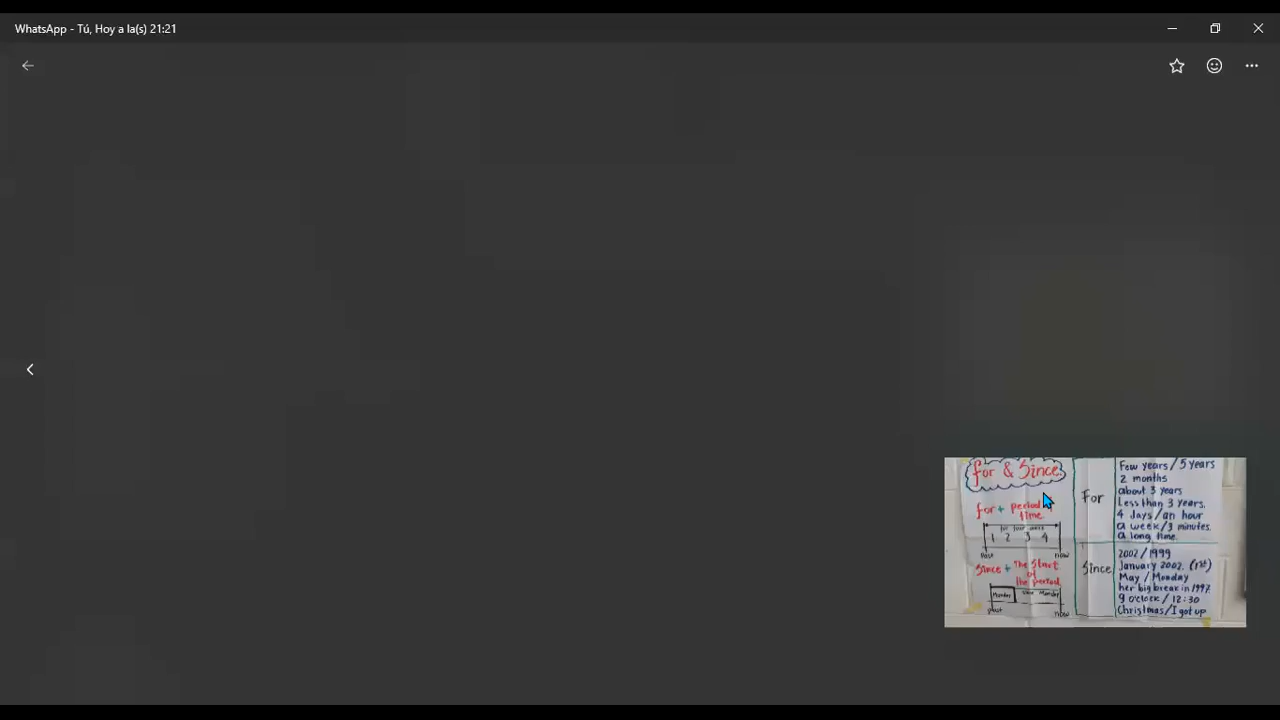 WhatsApp - Tú, Hoy a la(s) 21:21
for & Since
for + period
time
1 2 3 4
Past now
Since + The Start
of
the period
Monday Monday
past now
For
Few years / 5 years
2 months
about 3 years
Less than 3 years.
4 days / an hour
a week / 3 minutes.
a long time.
Since
2002 / 1999
January 2002. (1st)
May / Monday
her big break in 1997.
9 o'clock / 12:30
Christmas / I got up